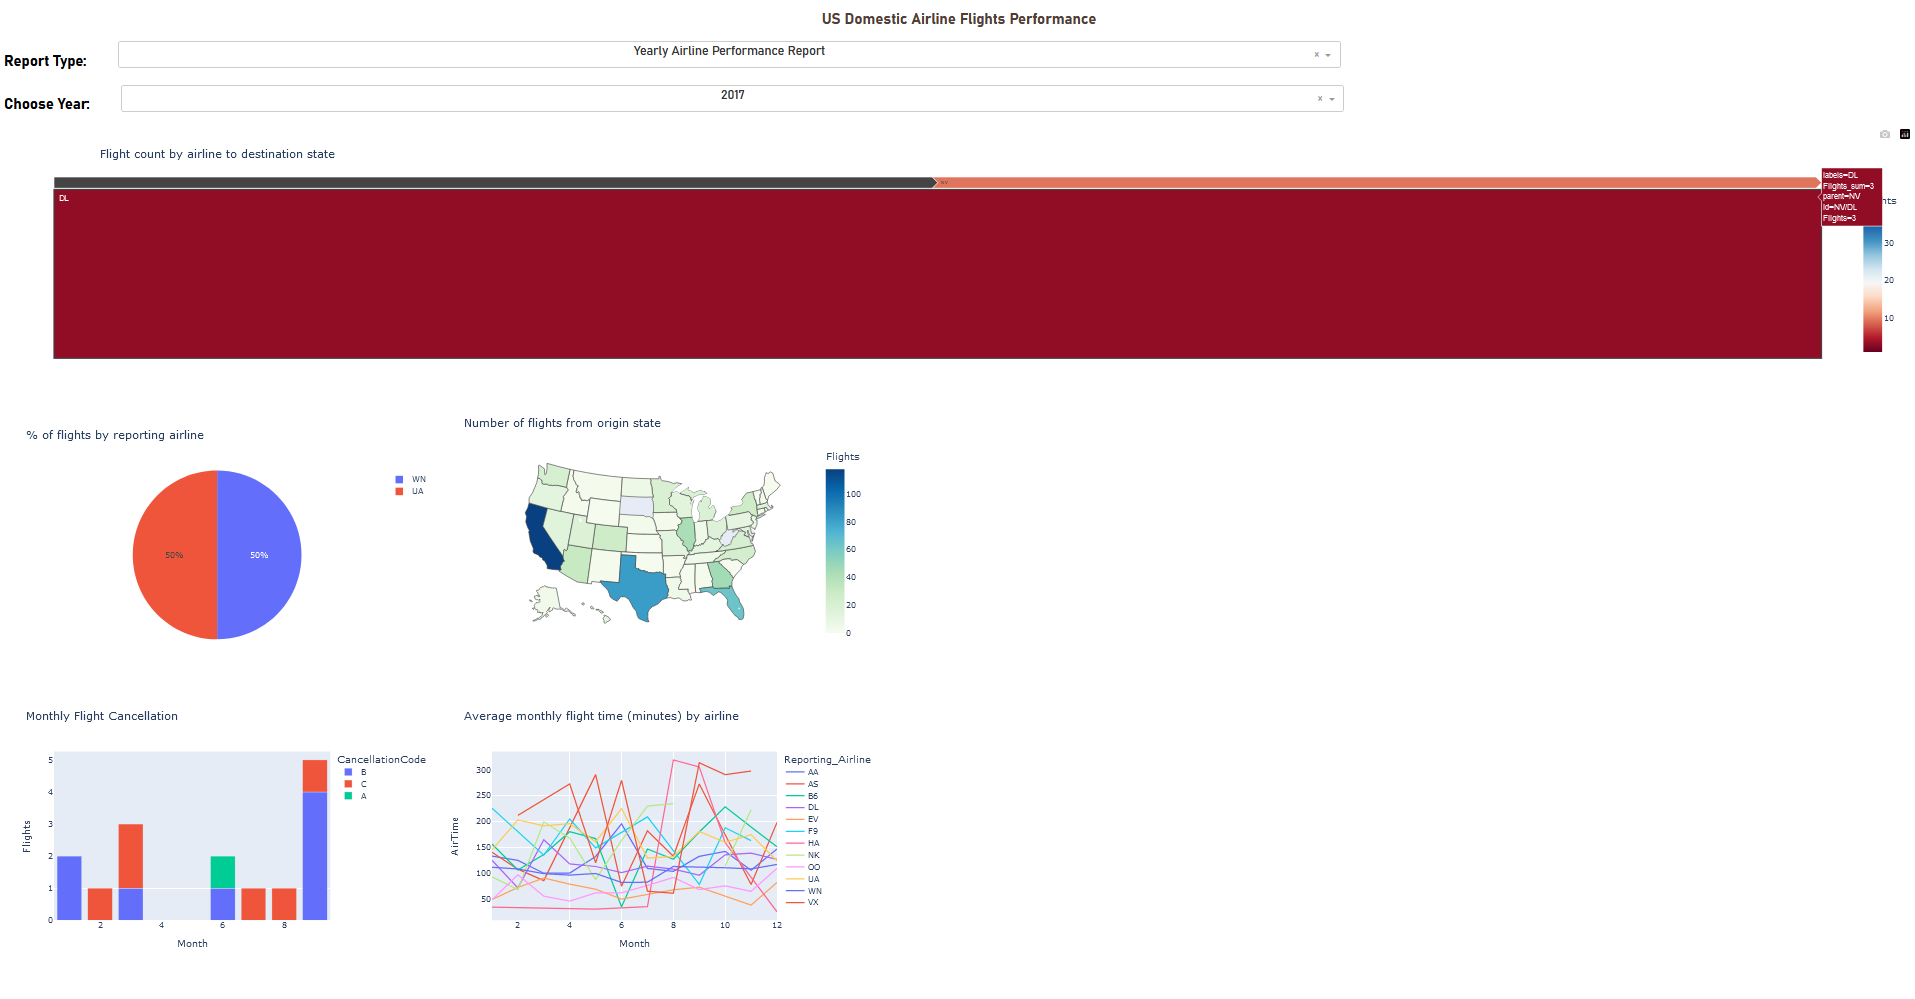 US Domestic Airline Flights Performance
Report Type:
Yearly Airline Performance Report
×
Choose Year:
2017
×
Flight count by airline to destination state
NV
DL
labels=DL
Flights_sum=3
parent=NV
id=NV/DL
Flights=3
nts
30
20
10
% of flights by reporting airline
50%
50%
WN
UA
Number of flights from origin state
Flights
100
80
60
40
20
0
Monthly Flight Cancellation
Flights
5
4
3
2
1
0
2
4
6
8
Month
CancellationCode
B
C
A
Average monthly flight time (minutes) by airline
AirTime
300
250
200
150
100
50
2
4
6
8
10
12
Month
Reporting_Airline
AA
AS
B6
DL
EV
F9
HA
NK
OO
UA
WN
VX